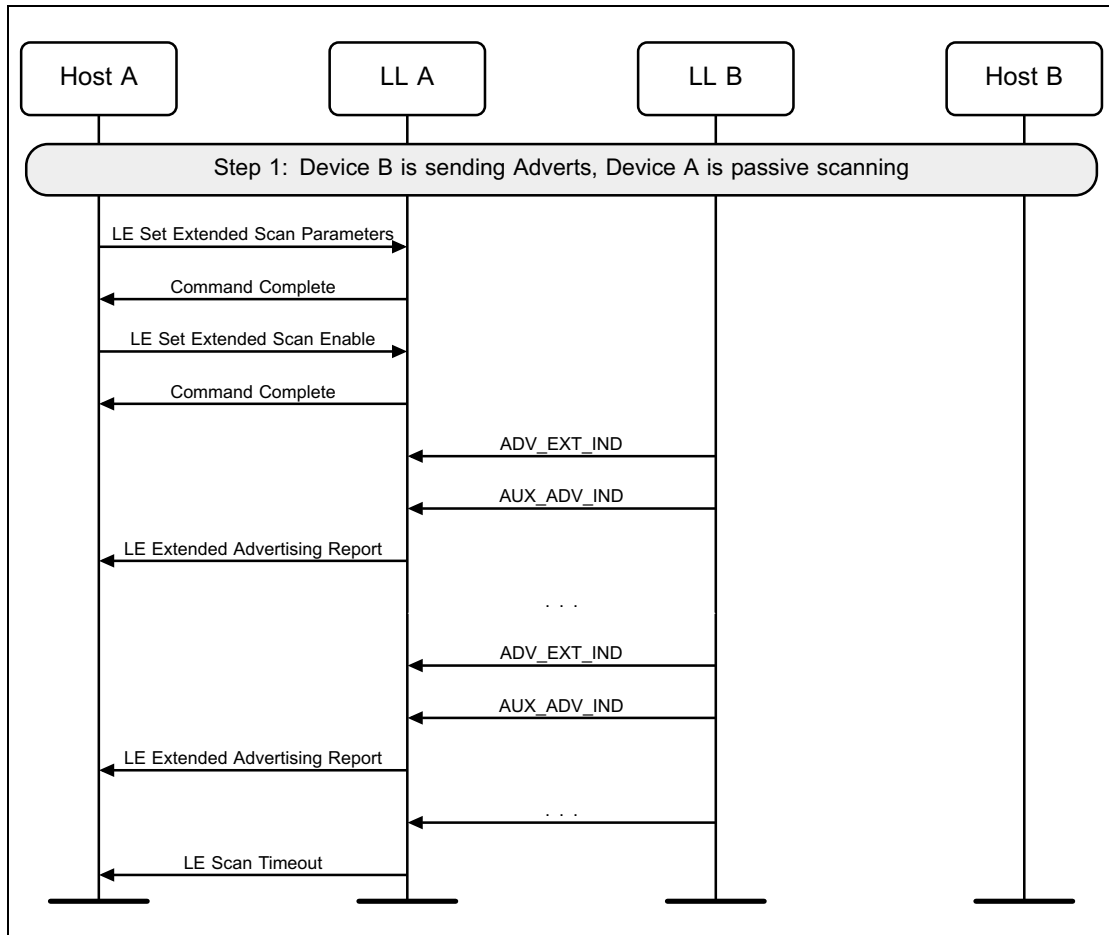 Host A
LL A
LL B
Host B
Step 1: Device B is sending Adverts, Device A is passive scanning
LE Set Extended Scan Parameters
Command Complete
LE Set Extended Scan Enable
Command Complete
ADV_EXT_IND
AUX_ADV_IND
LE Extended Advertising Report
. . .
ADV_EXT_IND
AUX_ADV_IND
LE Extended Advertising Report
. . .
LE Scan Timeout